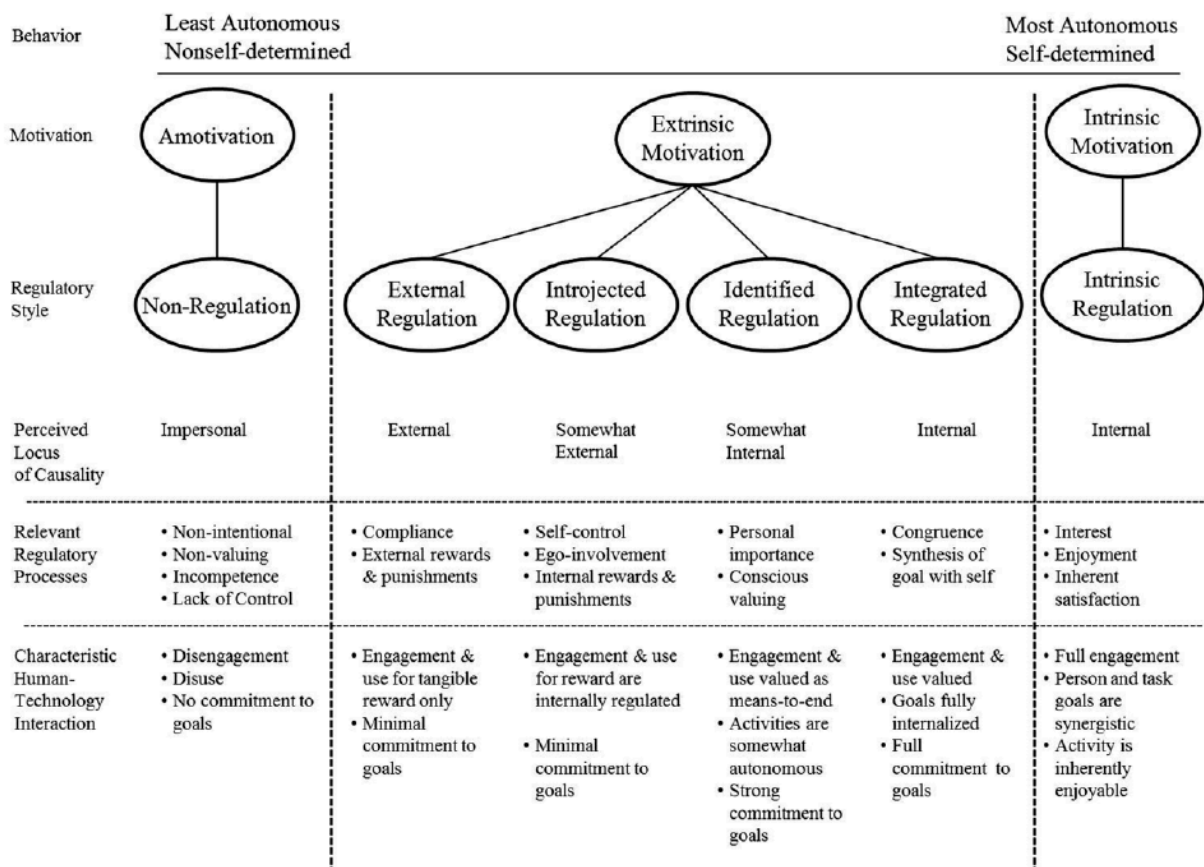 Behavior
Least Autonomous
Nonself-determined
Most Autonomous
Self-determined
Motivation
Amotivation
Extrinsic
Motivation
Intrinsic
Motivation
Regulatory
Style
Non-Regulation
External
Regulation
Introjected
Regulation
Identified
Regulation
Integrated
Regulation
Intrinsic
Regulation
Perceived
Locus
of Causality
Impersonal
External
Somewhat
External
Somewhat
Internal
Internal
Internal
Relevant
Regulatory
Processes
• Non-intentional
• Non-valuing
• Incompetence
• Lack of Control
• Compliance
• External rewards
& punishments
• Self-control
• Ego-involvement
• Internal rewards &
punishments
• Personal
importance
• Conscious
valuing
• Congruence
• Synthesis of
goal with self
• Interest
• Enjoyment
• Inherent
satisfaction
Characteristic
Human-
Technology
Interaction
• Disengagement
• Disuse
• No commitment to
goals
• Engagement &
use for tangible
reward only
• Minimal
commitment to
goals
• Engagement & use
for reward are
internally regulated
• Minimal
commitment to
goals
• Engagement &
use valued as
means-to-end
• Activities are
somewhat
autonomous
• Strong
commitment to
goals
• Engagement &
use valued
• Goals fully
internalized
• Full
commitment to
goals
• Full engagement
• Person and task
goals are
synergistic
• Activity is
inherently
enjoyable